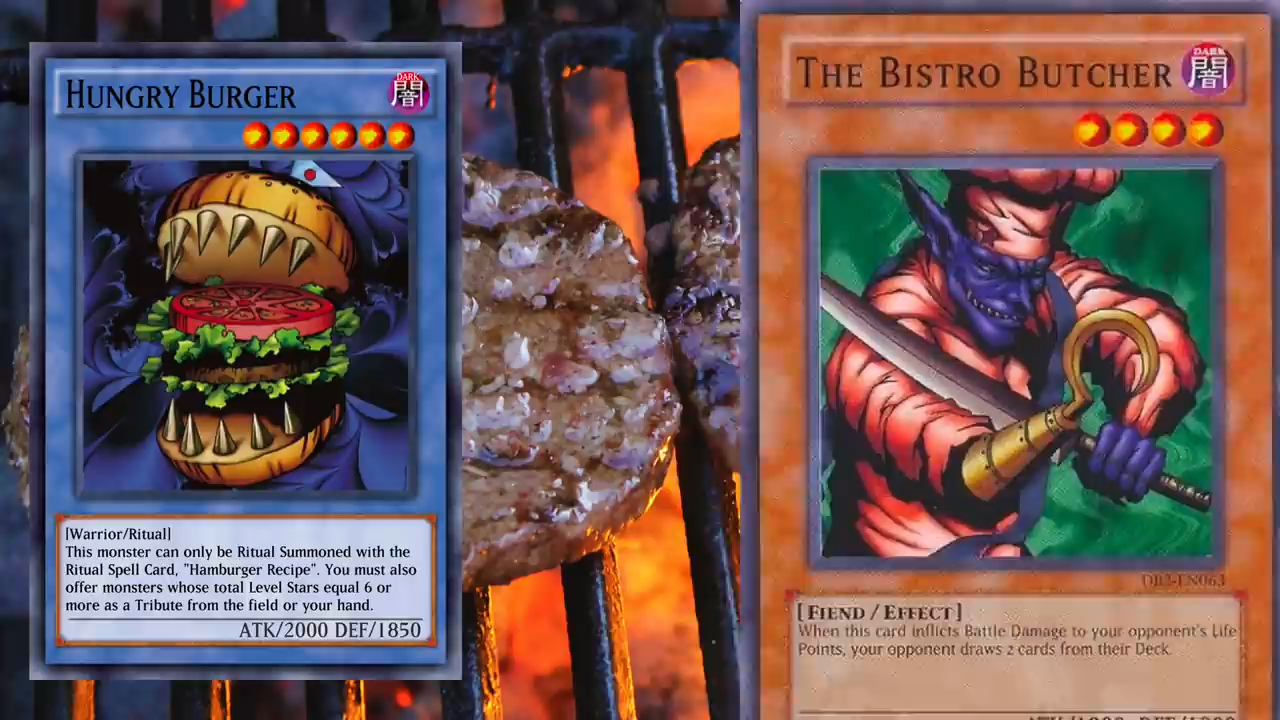 HUNGRY BURGER
DARK
闇
[Warrior/Ritual]
This monster can only be Ritual Summoned with the
Ritual Spell Card, "Hamburger Recipe". You must also
offer monsters whose total Level Stars equal 6 or
more as a Tribute from the field or your hand.
ATK/2000 DEF/1850
THE BISTRO BUTCHER
DARK
闇
DB2-EN063
[FIEND/EFFECT]
When this card inflicts Battle Damage to your opponent's Life
Points, your opponent draws 2 cards from their Deck.